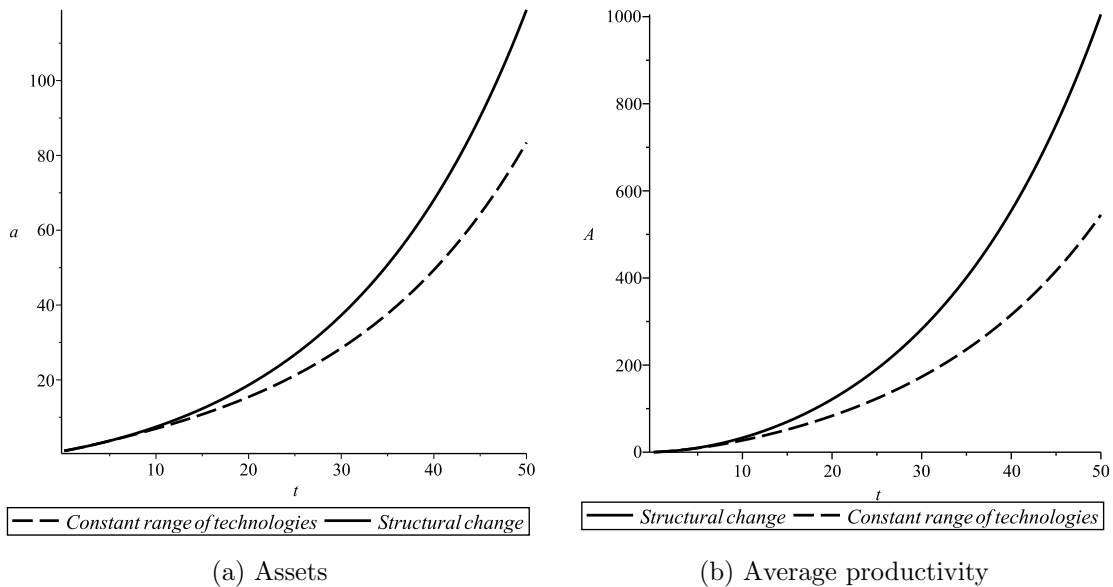 100
80
60
a
40
20
10 20 30 40 50
t
Constant range of technologies Structural change
(a) Assets
1000
800
600
A
400
200
0
10 20 30 40 50
t
Structural change Constant range of technologies
(b) Average productivity